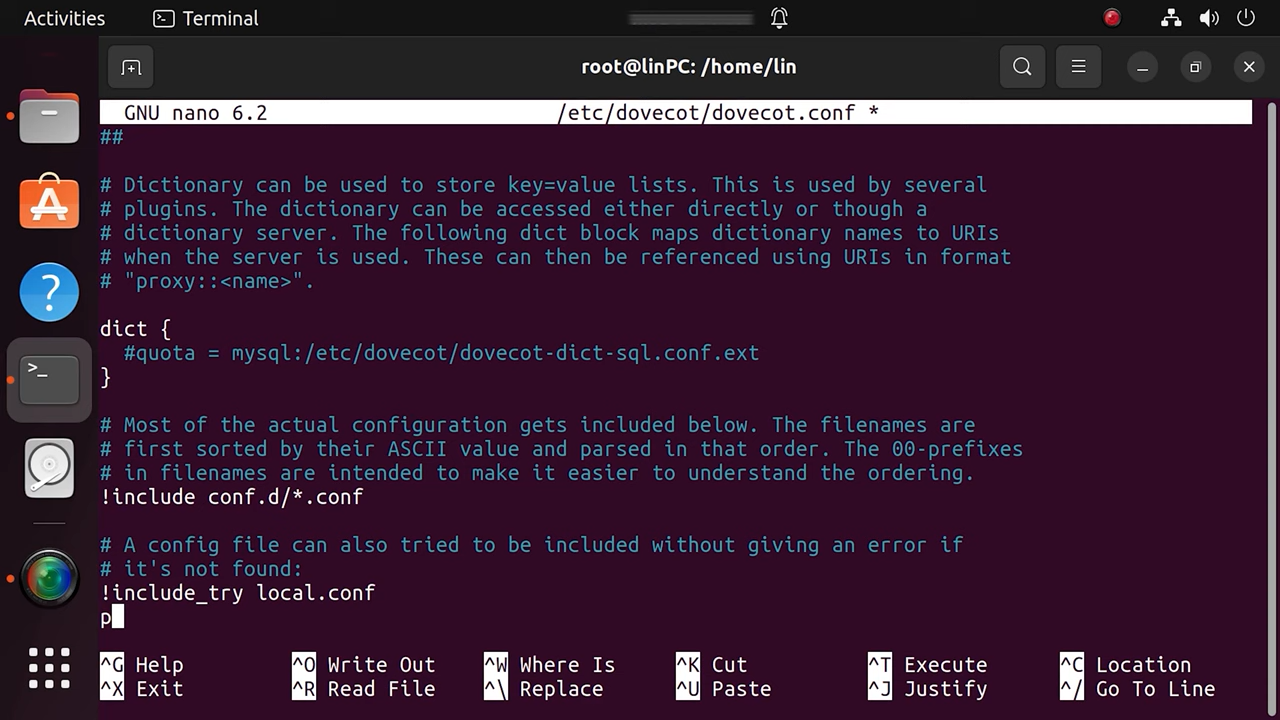 Activities
Terminal
root@linPC: /home/lin
GNU nano 6.2 /etc/dovecot/dovecot.conf *
##
# Dictionary can be used to store key=value lists. This is used by several
# plugins. The dictionary can be accessed either directly or though a
# dictionary server. The following dict block maps dictionary names to URIs
# when the server is used. These can then be referenced using URIs in format
# "proxy::<name>".
dict {
#quota = mysql:/etc/dovecot/dovecot-dict-sql.conf.ext
}
# Most of the actual configuration gets included below. The filenames are
# first sorted by their ASCII value and parsed in that order. The 00-prefixes
# in filenames are intended to make it easier to understand the ordering.
!include conf.d/*.conf
# A config file can also tried to be included without giving an error if
# it's not found:
!include_try local.conf
p
^G Help ^O Write Out ^W Where Is ^K Cut ^T Execute ^C Location
^X Exit ^R Read File ^\ Replace ^U Paste ^J Justify ^/ Go To Line